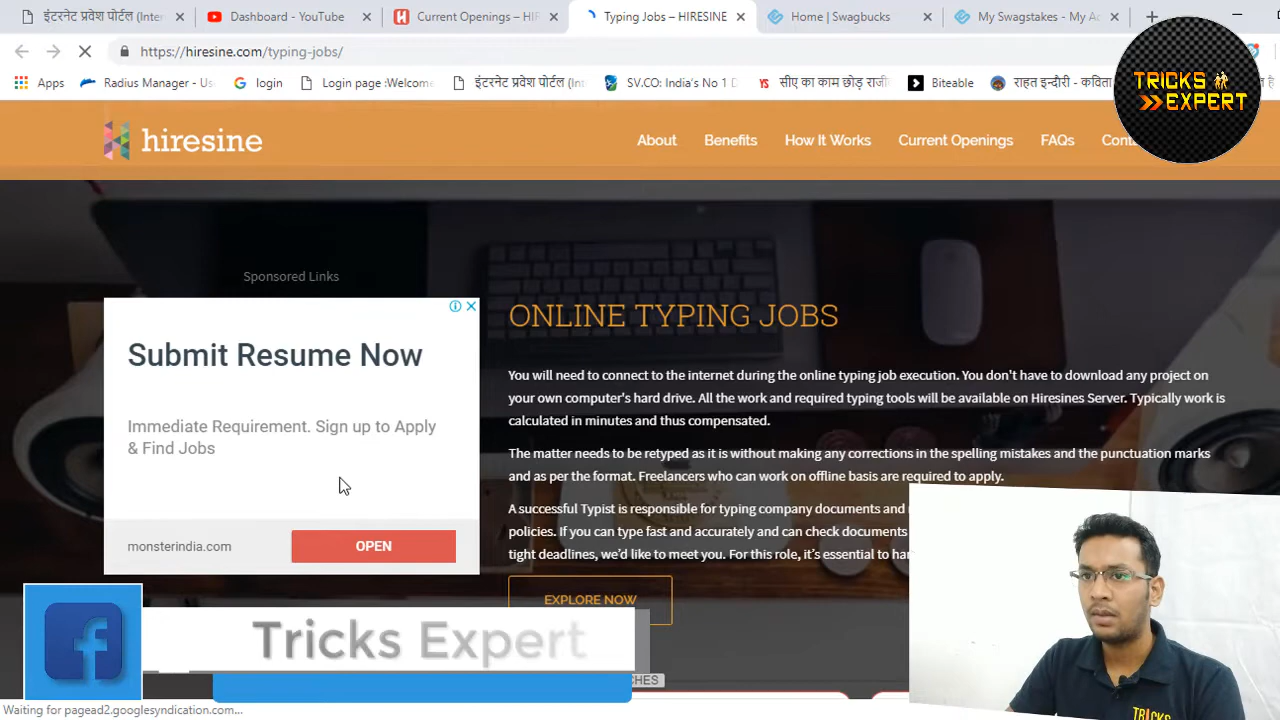 इंटरनेट प्रवेश पोर्टल (Inter
Dashboard - YouTube
Current Openings – HIR
Typing Jobs – HIRESINE
Home | Swagbucks
My Swagstakes - My Ac
https://hiresine.com/typing-jobs/
Apps
Radius Manager - Us
login
Login page :Welcome
इंटरनेट प्रवेश पोर्टल (Int
SV.CO: India's No 1 D
सीए का काम छोड़ राजी
Biteable
राहत इन्दौरी - कविता
TRICKS
EXPERT
hiresine
About
Benefits
How It Works
Current Openings
FAQs
Conta
Sponsored Links
Submit Resume Now
Immediate Requirement. Sign up to Apply
& Find Jobs
monsterindia.com
OPEN
ONLINE TYPING JOBS
You will need to connect to the internet during the online typing job execution. You don't have to download any project on
your own computer's hard drive. All the work and required typing tools will be available on Hiresines Server. Typically work is
calculated in minutes and thus compensated.
The matter needs to be retyped as it is without making any corrections in the spelling mistakes and the punctuation marks
and as per the format. Freelancers who can work on offline basis are required to apply.
A successful Typist is responsible for typing company documents and
policies. If you can type fast and accurately and can check documents
tight deadlines, we'd like to meet you. For this role, it's essential to
EXPLORE NOW
f
Tricks Expert
CHES
Waiting for pagead2.googlesyndication.com...